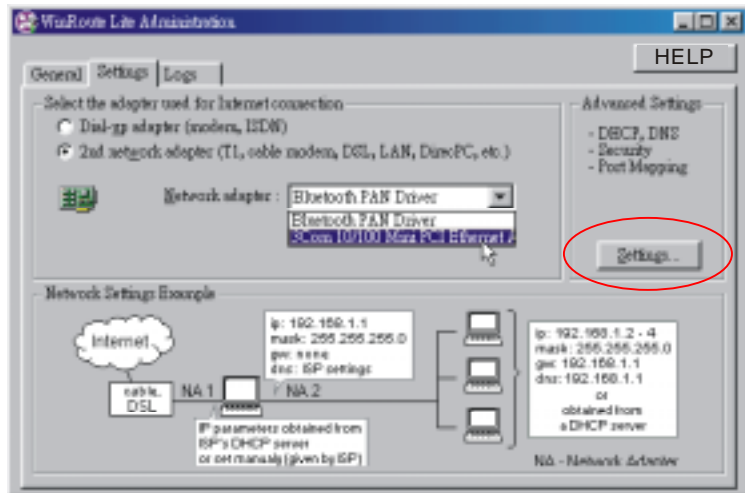 WinRoute Lite Administration
HELP
General Settings Logs
Select the adapter used for Internet connection
Dial-up adapter (modem, ISDN)
2nd network adapter (T1, cable modem, DSL, LAN, DirecPC, etc.)
Network adapter : Bluetooth PAN Driver
Bluetooth PAN Driver
3Com 10/100 Mini PCI Ethernet A
Advanced Settings
- DHCP, DNS
- Security
- Port Mapping
Settings...
Network Settings Example
Internet
cable,
DSL
NA 1
NA 2
ip: 192.168.1.1
mask: 255.255.255.0
gw: none
dns: ISP settings
IP parameters obtained from
ISP's DHCP server
or set manualy (given by ISP)
ip: 192.168.1.2 - 4
mask: 255.255.255.0
gw: 192.168.1.1
dns: 192.168.1.1
or
obtained from
a DHCP server
NA - Network Adapter